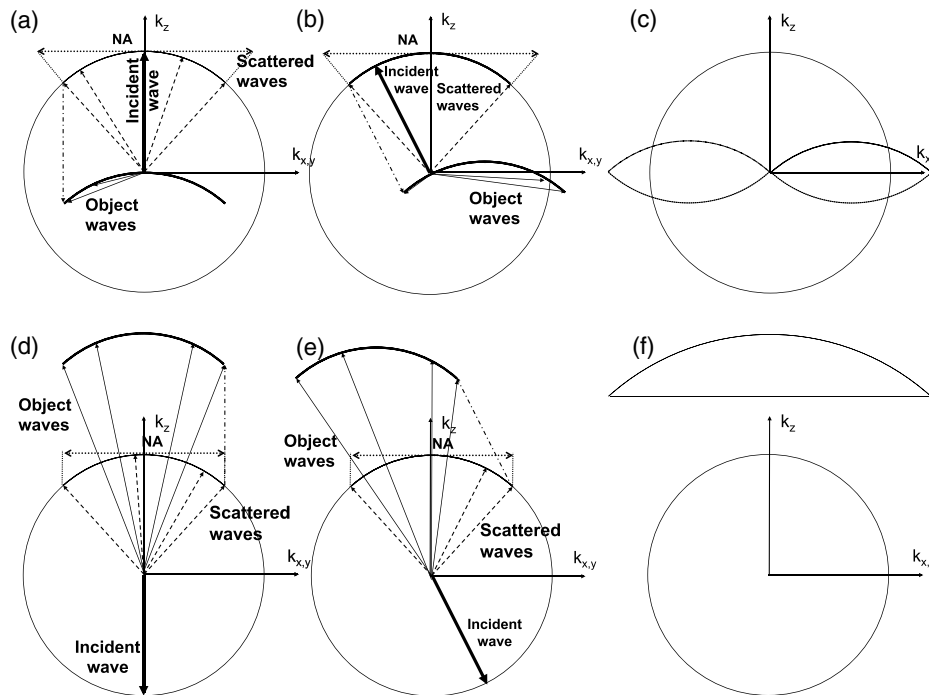 (a)
k_z
NA
Incident
wave
Scattered
waves
k_x,y
Object
waves
(b)
k_z
NA
Incident
wave
Scattered
waves
k_x,y
Object
waves
(c)
k_z
k_x
(d)
Object
waves
k_z
NA
Scattered
waves
k_x,y
Incident
wave
(e)
Object
waves
k_z
NA
Scattered
waves
k_x,y
Incident
wave
(f)
k_z
k_x,